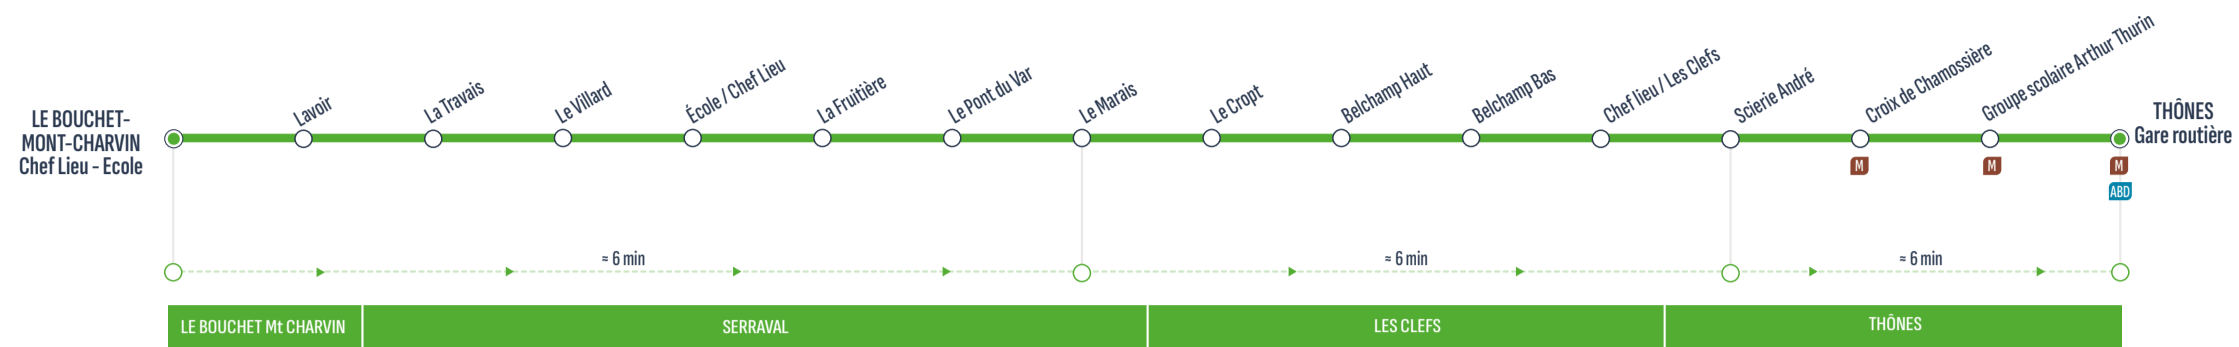 LE BOUCHET-
MONT-CHARVIN
Chef Lieu - Ecole
Lavoir
La Travais
Le Villard
École / Chef Lieu
La Fruitière
Le Pont du Var
Le Marais
Le Cropt
Belchamp Haut
Belchamp Bas
Chef lieu / Les Clefs
Scierie André
Croix de Chamossière
Groupe scolaire Arthur Thurin
THÔNES
Gare routière
M
M
M
ABD
≈ 6 min
≈ 6 min
≈ 6 min
LE BOUCHET Mt CHARVIN
SERRAVAL
LES CLEFS
THÔNES